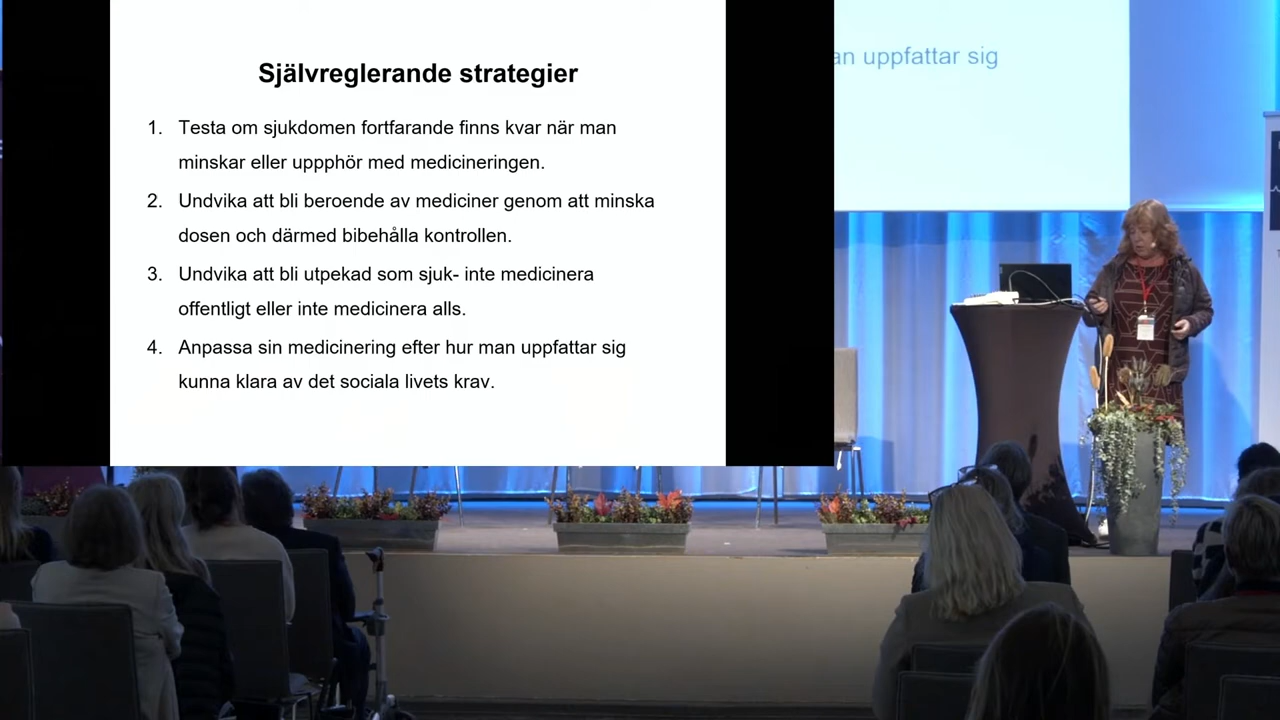 Självreglerande strategier
1. Testa om sjukdomen fortfarande finns kvar när man
minskar eller uppphör med medicineringen.
2. Undvika att bli beroende av mediciner genom att minska
dosen och därmed bibehålla kontrollen.
3. Undvika att bli utpekad som sjuk- inte medicinera
offentligt eller inte medicinera alls.
4. Anpassa sin medicinering efter hur man uppfattar sig
kunna klara av det sociala livets krav.
an uppfattar sig